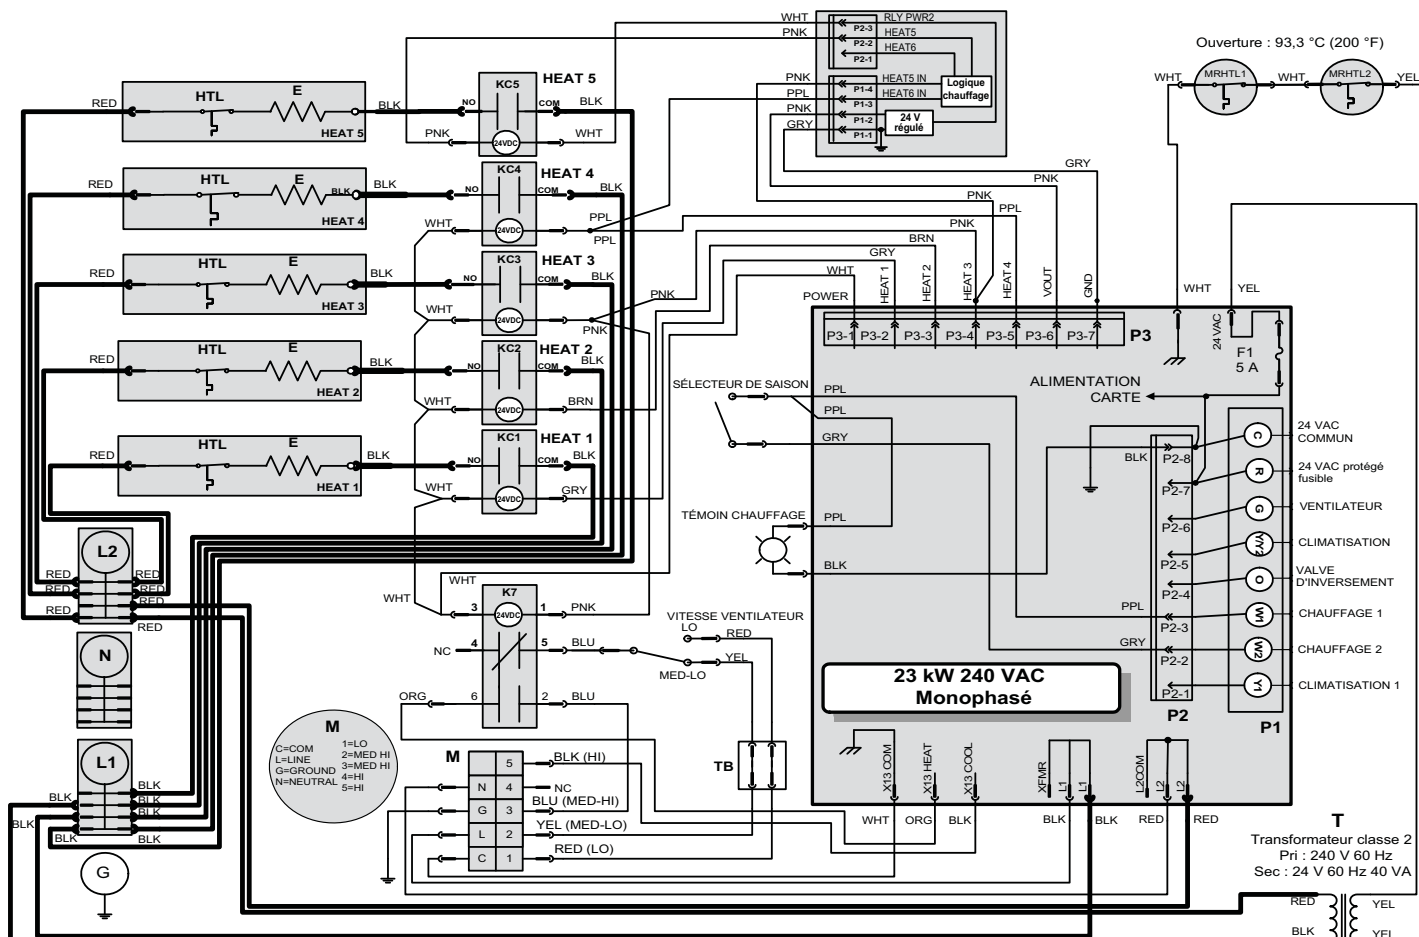 WHT
PNK
RLY PWR2
P2-3
HEAT5
P2-2
HEAT6
P2-1
PNK
HEAT5 IN
P1-4
PPL
HEAT6 IN
P1-3
PNK
P1-2
GRY
P1-1
Logique
chauffage
24 V
régulé
Ouverture : 93,3 °C (200 °F)
WHT
MRHTL1
WHT
MRHTL2
YEL
RED
HTL
E
HEAT 5
BLK
NO
KC5
COM
HEAT 5
BLK
PNK
24VDC
WHT
RED
HTL
E
BLK
HEAT 4
BLK
NO
KC4
COM
HEAT 4
BLK
WHT
24VDC
PPL
PPL
RED
HTL
E
HEAT 3
BLK
NO
KC3
COM
HEAT 3
BLK
WHT
24VDC
PNK
PNK
RED
HTL
E
HEAT 2
BLK
NO
KC2
COM
HEAT 2
BLK
WHT
24VDC
BRN
RED
HTL
E
HEAT 1
BLK
NO
KC1
COM
HEAT 1
BLK
WHT
24VDC
GRY
GRY
PNK
PPL
PNK
BRN
GRY
WHT
POWER
HEAT 1
HEAT 2
HEAT 3
HEAT 4
VOUT
GND
P3-1
P3-2
P3-3
P3-4
P3-5
P3-6
P3-7
P3
WHT
YEL
24 VAC
F1
5 A
ALIMENTATION
CARTE
SÉLECTEUR DE SAISON
PPL
PPL
GRY
TÉMOIN CHAUFFAGE
PPL
BLK
BLK
P2-8
P2-7
P2-6
P2-5
P2-4
PPL
P2-3
GRY
P2-2
P2-1
P2
C
24 VAC
COMMUN
R
24 VAC protégé
fusible
G
VENTILATEUR
Y/Y2
CLIMATISATION
O
VALVE
D'INVERSEMENT
W1
CHAUFFAGE 1
W2
CHAUFFAGE 2
Y1
CLIMATISATION 1
P1
23 kW 240 VAC
Monophasé
L2
RED
RED
RED
RED
RED
RED
RED
RED
N
L1
BLK
BLK
BLK
BLK
BLK
BLK
BLK
BLK
G
WHT
WHT
K7
3
24VDC
1
PNK
NC
4
5
BLU
ORG
6
2
BLU
VITESSE VENTILATEUR
LO
RED
YEL
MED-LO
TB
M
C=COM
L=LINE
G=GROUND
N=NEUTRAL
1=LO
2=MED HI
3=MED HI
4=HI
5=HI
M
5
BLK (HI)
N
4
NC
G
3
BLU (MED-HI)
L
2
YEL (MED-LO)
C
1
RED (LO)
X13 COM
X13 HEAT
X13 COOL
XFMR
L1
L1
L2COM
L2
L2
WHT
ORG
BLK
BLK
BLK
RED
RED
T
Transformateur classe 2
Pri : 240 V 60 Hz
Sec : 24 V 60 Hz 40 VA
RED
YEL
BLK
YEL